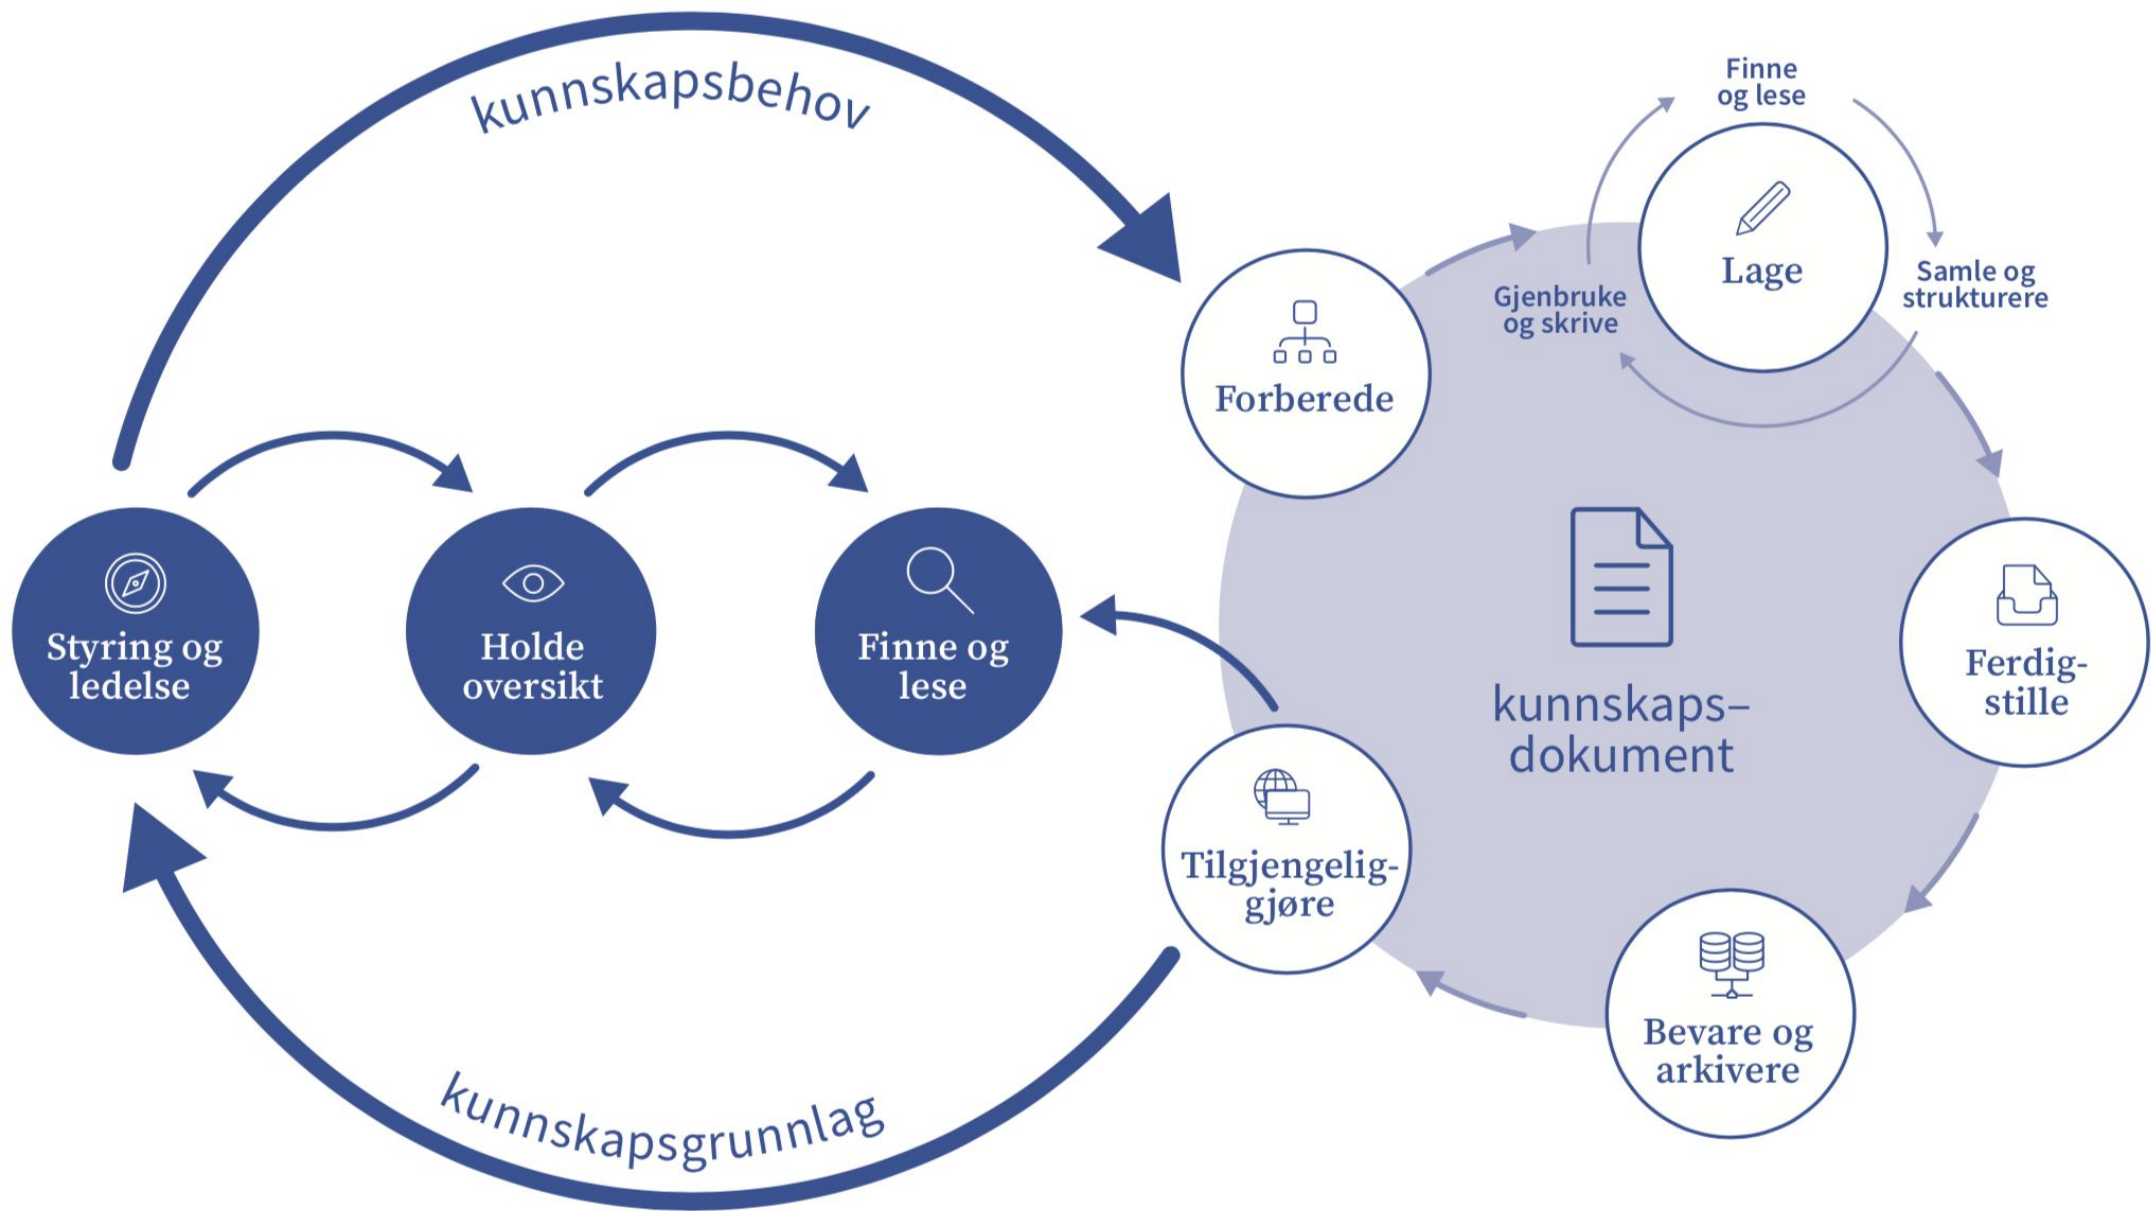 kunnskapsbehov
Finne
og lese
Lage
Samle og
strukturere
Gjenbruke
og skrive
Forberede
Styring og
ledelse
Holde
oversikt
Finne og
lese
kunnskaps–
dokument
Ferdig-
stille
Tilgjengelig-
gjøre
Bevare og
arkivere
kunnskapsgrunnlag